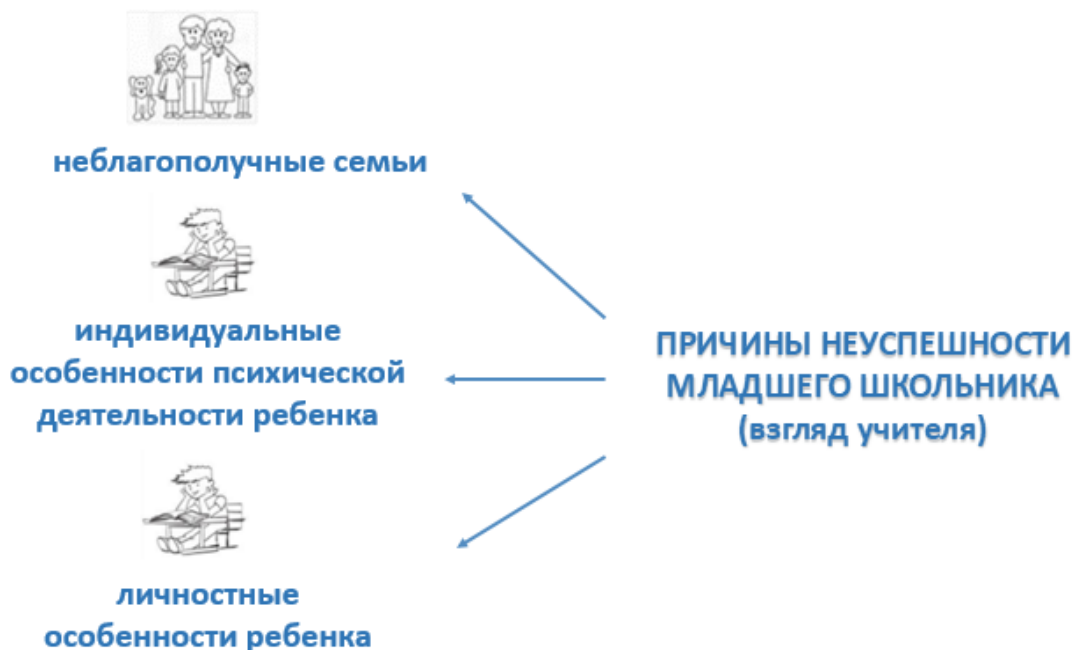 неблагополучные семьи
индивидуальные
особенности психической
деятельности ребенка
личностные
особенности ребенка
ПРИЧИНЫ НЕУСПЕШНОСТИ
МЛАДШЕГО ШКОЛЬНИКА
(взгляд учителя)